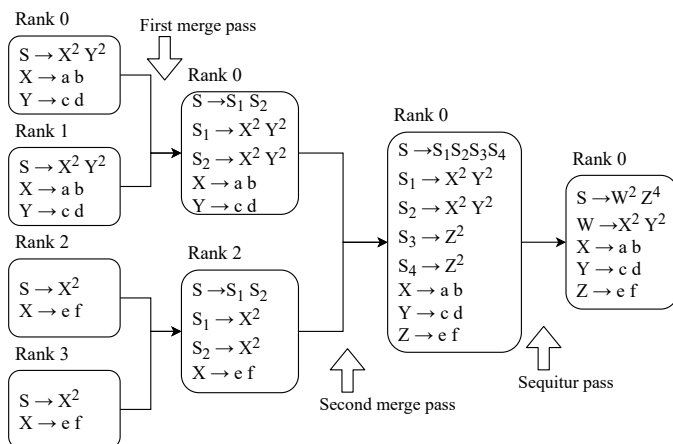 Rank 0
S → X² Y²
X → a b
Y → c d
Rank 1
S → X² Y²
X → a b
Y → c d
Rank 2
S → X²
X → e f
Rank 3
S → X²
X → e f
First merge pass
Rank 0
S →S₁ S₂
S₁ → X² Y²
S₂ → X² Y²
X → a b
Y → c d
Rank 2
S →S₁ S₂
S₁ → X²
S₂ → X²
X → e f
Second merge pass
Rank 0
S →S₁S₂S₃S₄
S₁ → X² Y²
S₂ → X² Y²
S₃ → Z²
S₄ → Z²
X → a b
Y → c d
Z → e f
Sequitur pass
Rank 0
S →W² Z⁴
W →X² Y²
X → a b
Y → c d
Z → e f